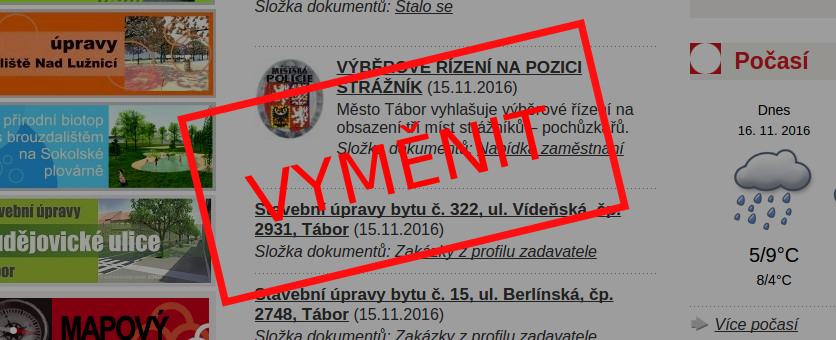 Složka dokumentů: Stalo se
úpravy
liště Nad Lužnicí
VÝBĚROVÉ ŘÍZENÍ NA POZICI
STRÁŽNÍK (15.11.2016)
Město Tábor vyhlašuje výběrové řízení na
obsazení tří míst strážníků – pochůzkářů.
Složka dokumentů: Nabídka zaměstnání
MĚSTSKÁ
POLICIE
přírodní biotop
s brouzdalištěm
na Sokolské
plovárně
VYMĚNIT
vební úpravy
udějovické ulice
bor
Stavební úpravy bytu č. 322, ul. Vídeňská, čp.
2931, Tábor (15.11.2016)
Složka dokumentů: Zakázky z profilu zadavatele
Stavební úpravy bytu č. 15, ul. Berlínská, čp.
2748, Tábor (15.11.2016)
Složka dokumentů: Zakázky z profilu zadavatele
MAPOVÝ
Počasí
Dnes
16. 11. 2016
5/9°C
8/4°C
Více počasí